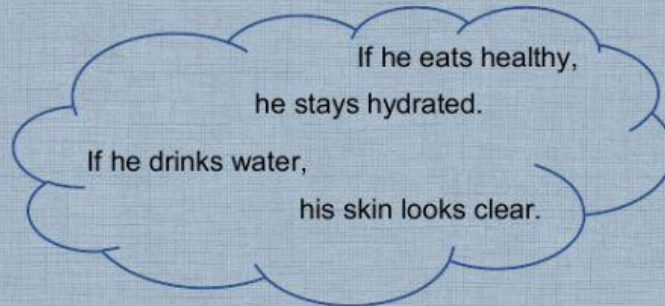 If he eats healthy,
he stays hydrated.
If he drinks water,
his skin looks clear.